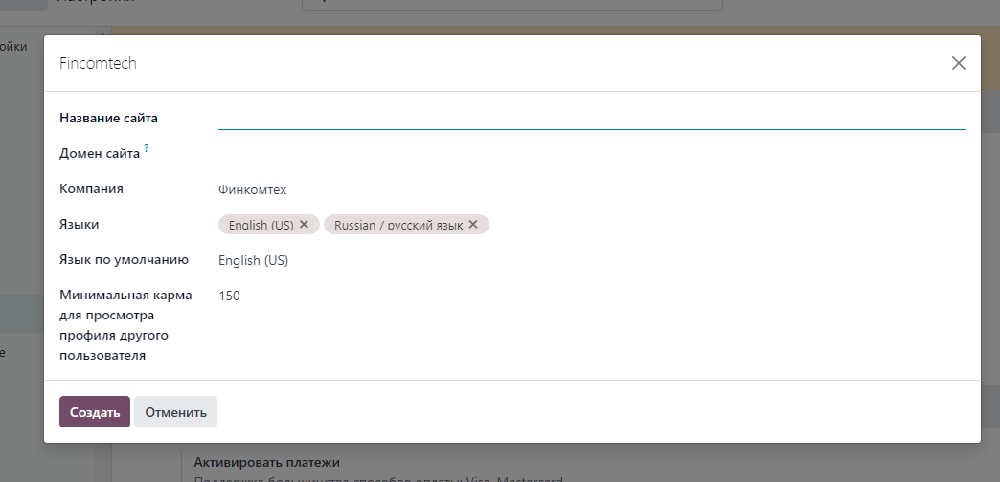 ойки
Fincomtech
Название сайта
Домен сайта ?
Компания
Финкомтех
Языки
English (US)
Russian / русский язык
Язык по умолчанию
English (US)
Минимальная карма
для просмотра
профиля другого
пользователя
150
е
Создать
Отменить
Активировать платежи